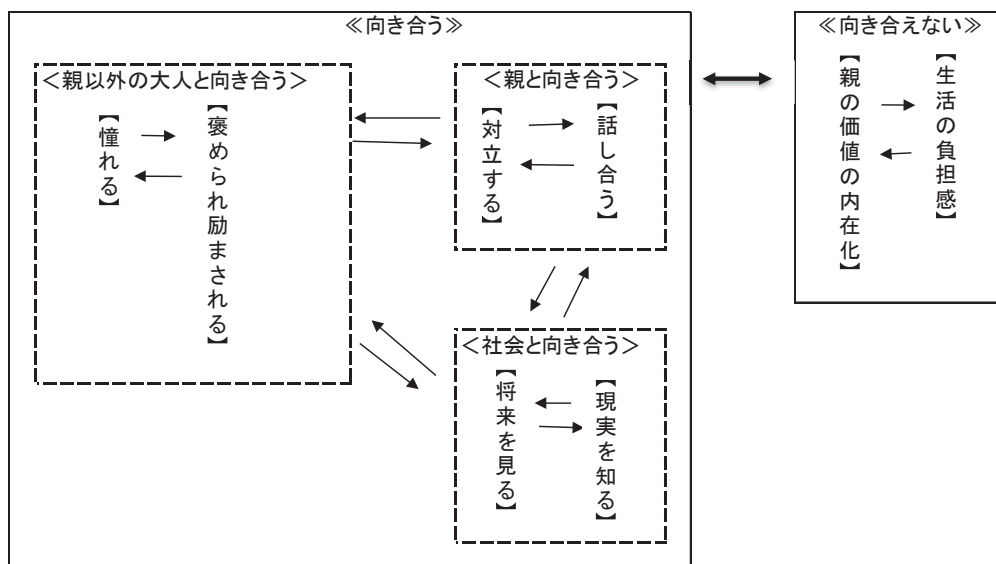 ≪向き合う≫
＜親以外の大人と向き合う＞
【憧れる】
【褒められ励まされる】
＜親と向き合う＞
【対立する】
【話し合う】
＜社会と向き合う＞
【将来を見る】
【現実を知る】
≪向き合えない≫
【親の価値の内在化】
【生活の負担感】